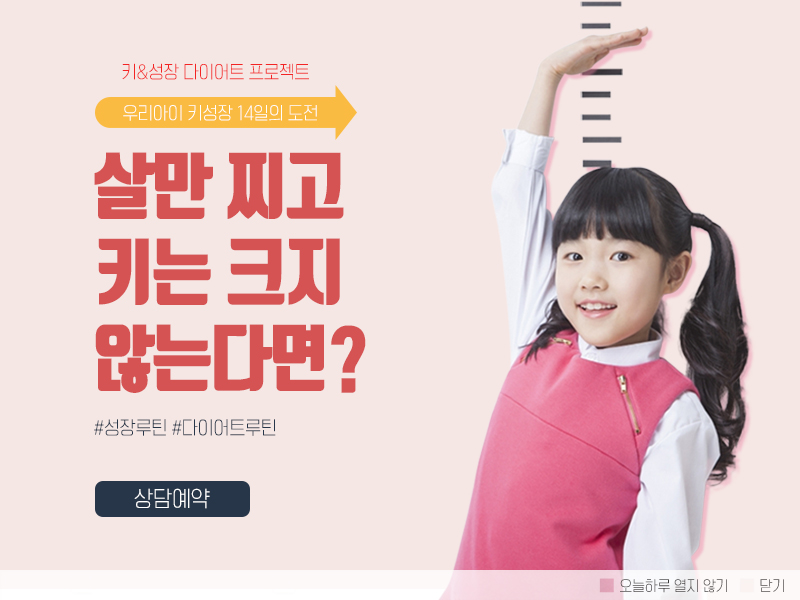 키&성장 다이어트 프로젝트
우리아이 키성장 14일의 도전
살만 찌고
키는 크지
않는다면?
#성장루틴 #다이어트루틴
상담예약
오늘하루 열지 않기 닫기